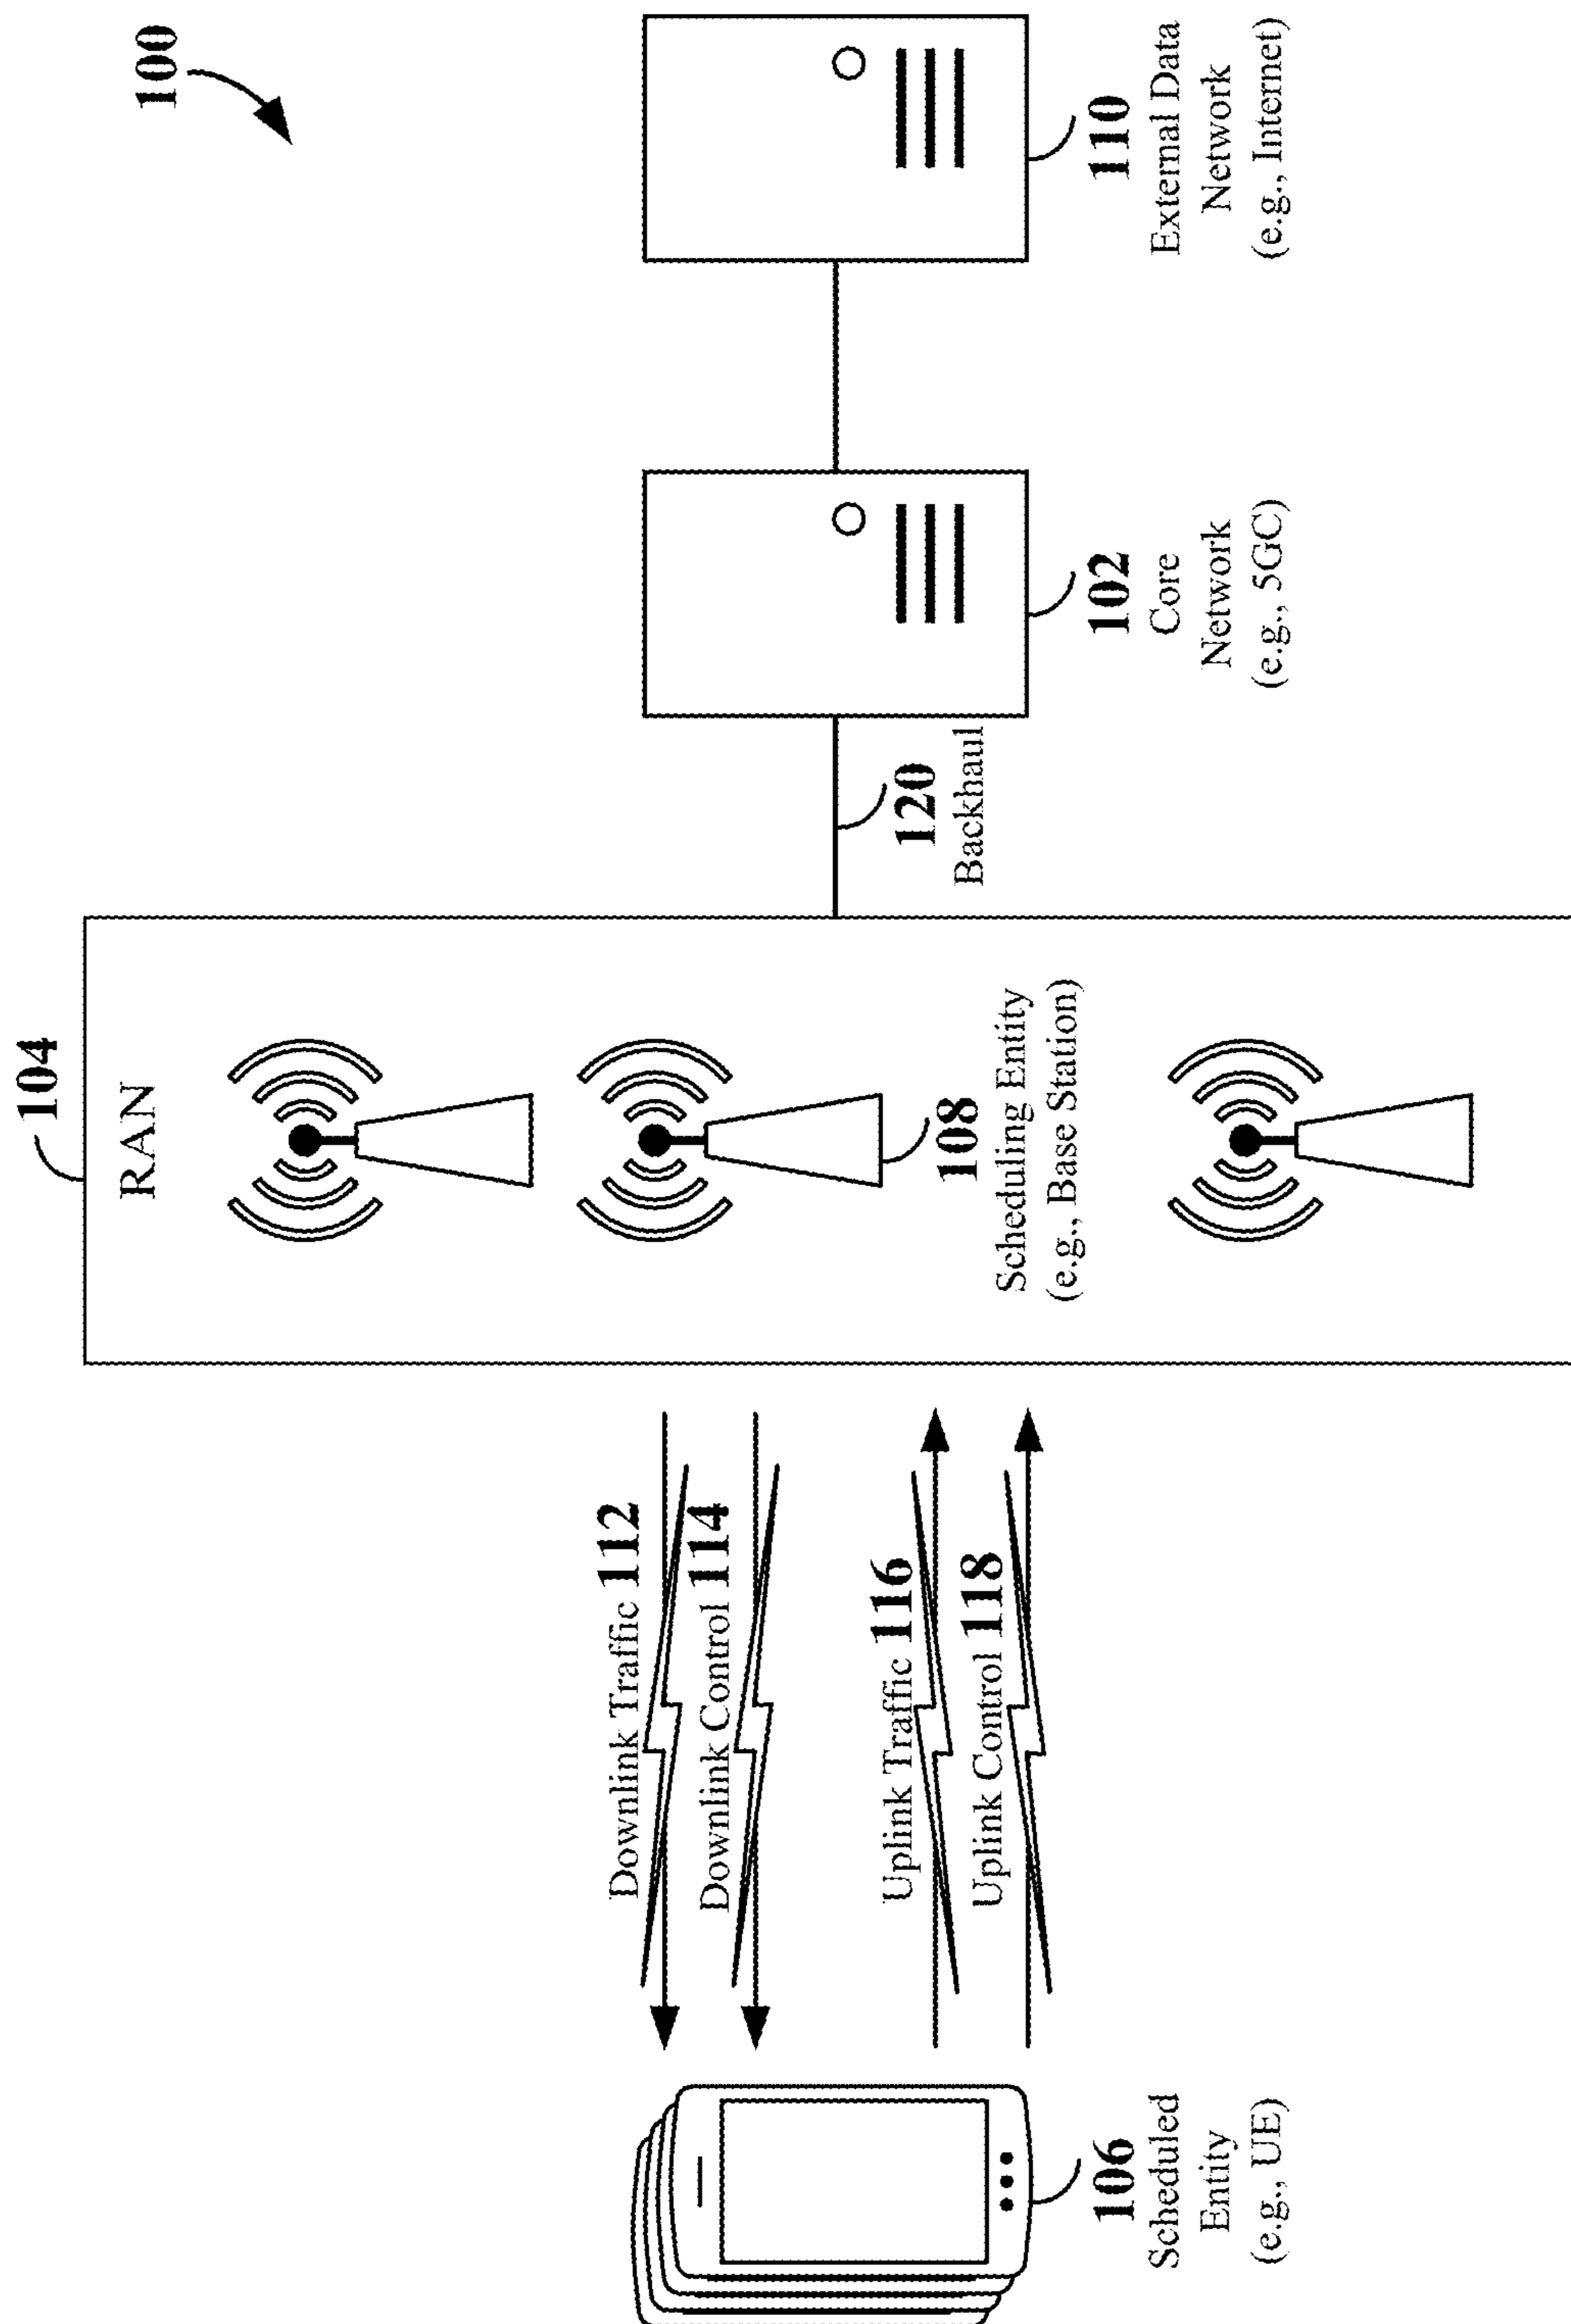 100
104
RAN
108
Scheduling Entity
(e.g., Base Station)
Downlink Traffic 112
Downlink Control 114
Uplink Traffic 116
Uplink Control 118
106
Scheduled
Entity
(e.g., UE)
120
Backhaul
102
Core
Network
(e.g., 5GC)
110
External Data
Network
(e.g., Internet)